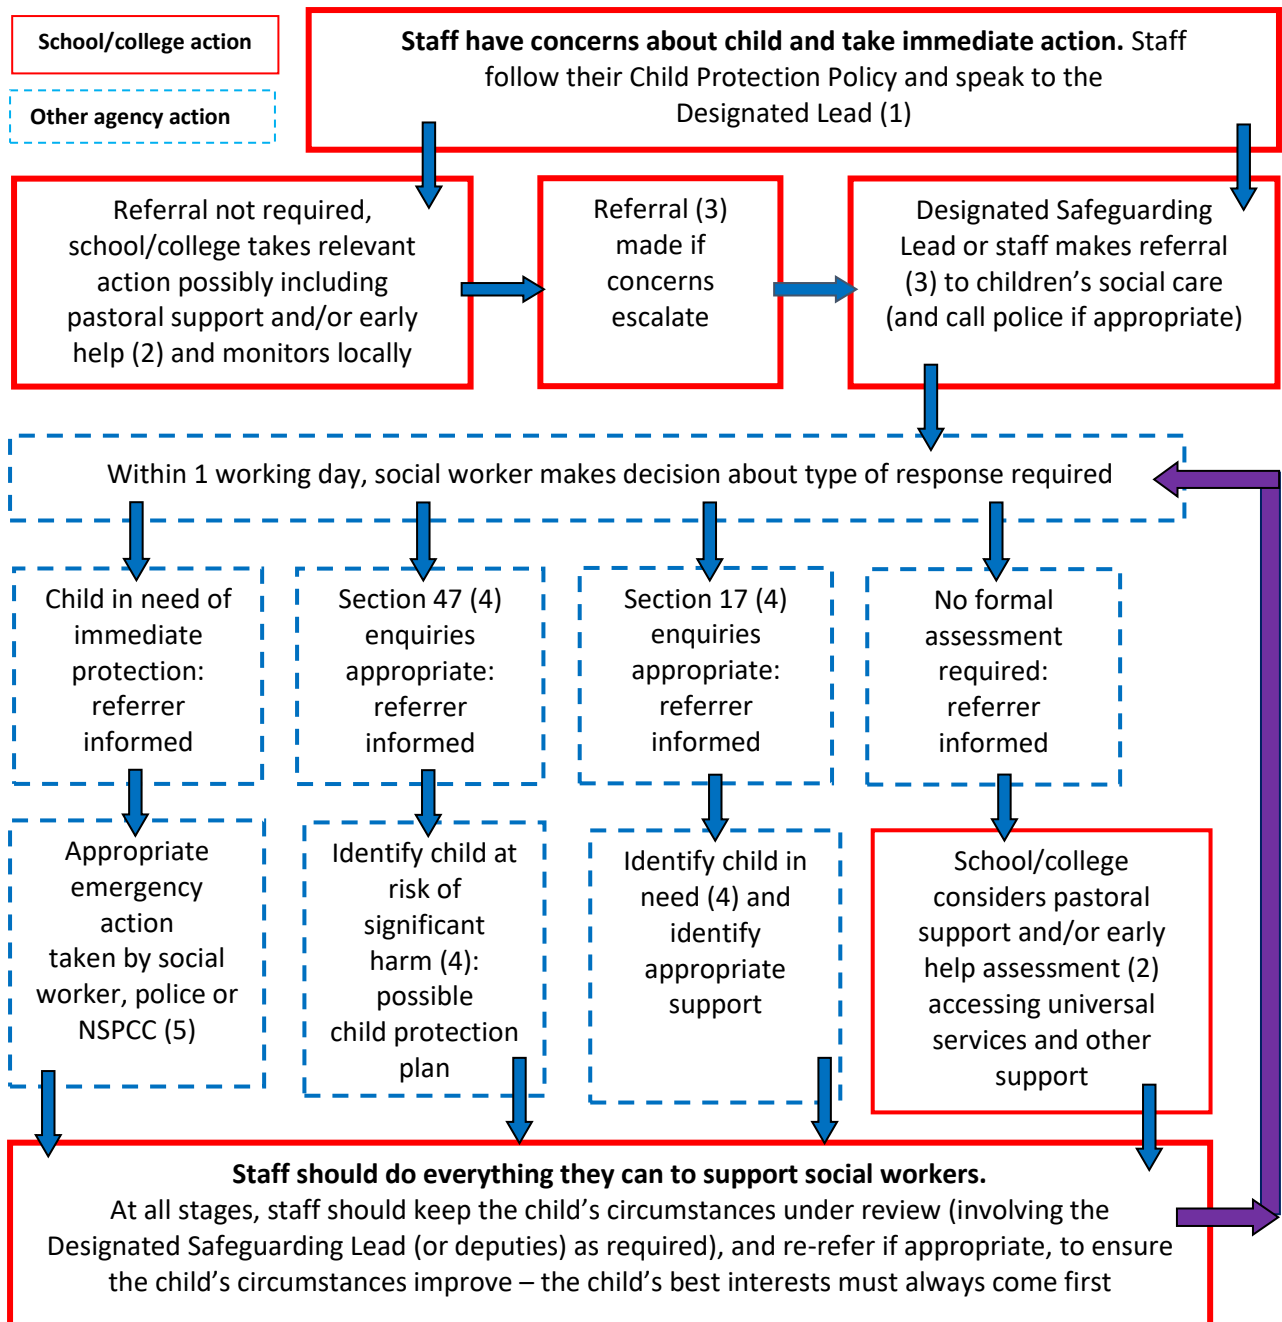 School/college action
Other agency action
Staff have concerns about child and take immediate action. Staff
follow their Child Protection Policy and speak to the
Designated Lead (1)
Referral not required,
school/college takes relevant
action possibly including
pastoral support and/or early
help (2) and monitors locally
Referral (3)
made if
concerns
escalate
Designated Safeguarding
Lead or staff makes referral
(3) to children’s social care
(and call police if appropriate)
Within 1 working day, social worker makes decision about type of response required
Child in need of
immediate
protection:
referrer
informed
Section 47 (4)
enquiries
appropriate:
referrer
informed
Section 17 (4)
enquiries
appropriate:
referrer
informed
No formal
assessment
required:
referrer
informed
Appropriate
emergency
action
taken by social
worker, police or
NSPCC (5)
Identify child at
risk of
significant
harm (4):
possible
child protection
plan
Identify child in
need (4) and
identify
appropriate
support
School/college
considers pastoral
support and/or early
help assessment (2)
accessing universal
services and other
support
Staff should do everything they can to support social workers.
At all stages, staff should keep the child’s circumstances under review (involving the
Designated Safeguarding Lead (or deputies) as required), and re-refer if appropriate, to ensure
the child’s circumstances improve – the child’s best interests must always come first